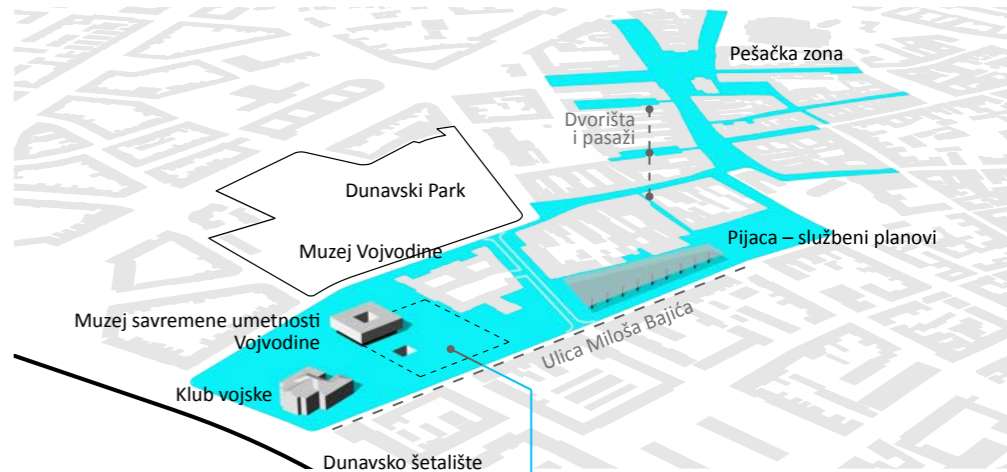 Pešačka zona
Dvorišta
i pasaži
Dunavski Park
Muzej Vojvodine
Pijaca – službeni planovi
Muzej savremene umetnosti
Vojvodine
Ulica Miloša Bajića
Klub vojske
Dunavsko šetalište